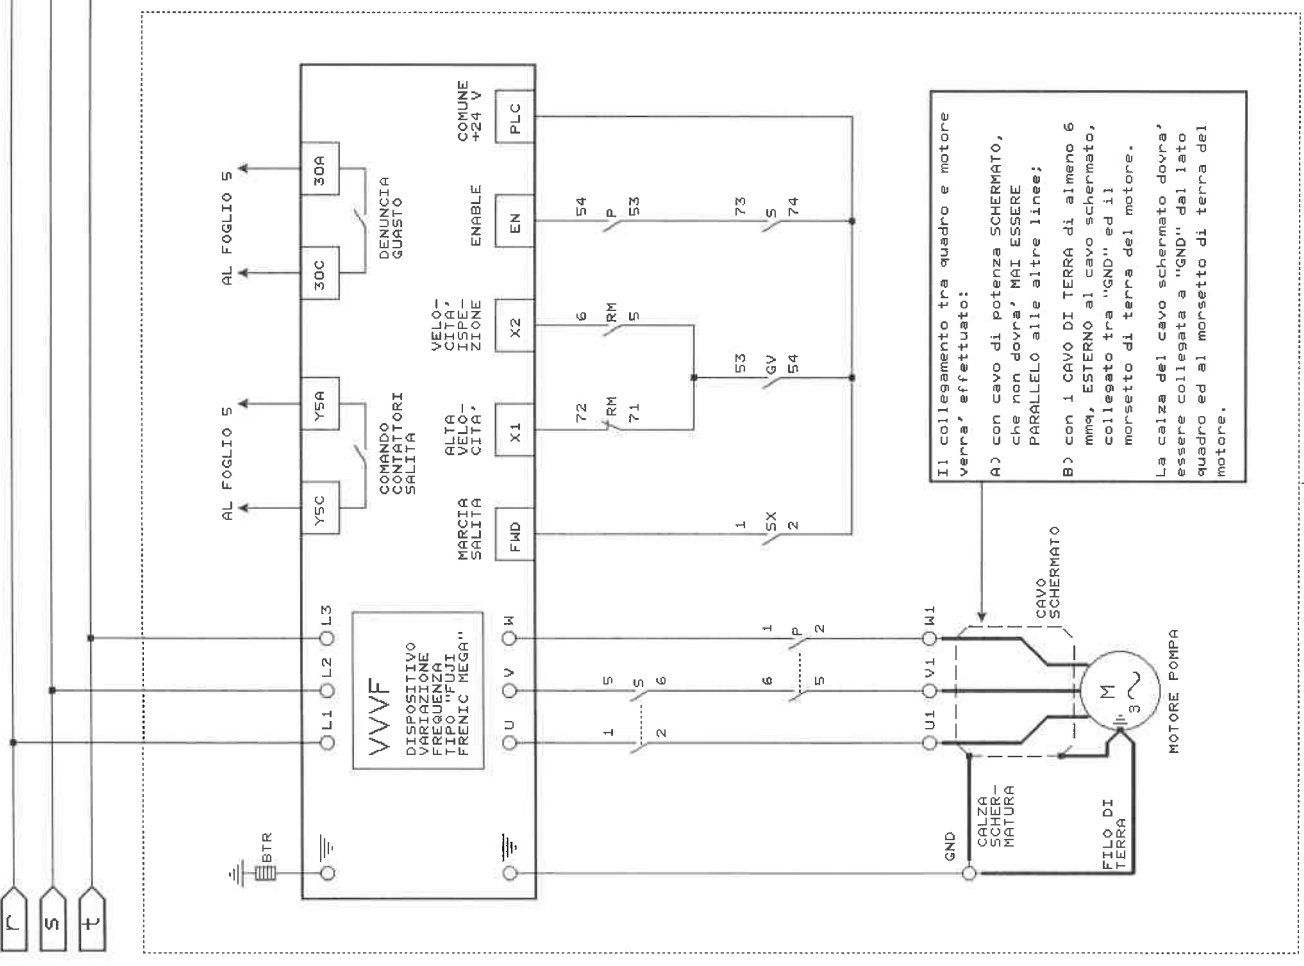 r
s
t
BTR
L1
L2
L3
VVVF
DISPOSITIVO
VARIAZIONE
FREQUENZA
TIPO "FUJI
FRENIC MEGA"
U
V
W
AL FOGLIO 5
Y5C
Y5A
COMANDO
CONTATTORI
SALITA
AL FOGLIO 5
30C
30A
DENUNCIA
GUASTO
MARCIA
SALITA
FWD
ALTA
VELO-
CITA'
X1
VELO-
CITA'
ISPE-
ZIONE
X2
ENABLE
EN
COMUNE
+24 V
PLC
72
RM
71
6
RM
5
54
P
53
1
SX
2
53
GV
54
73
S
74
1
2
5
S
6
6
5
1
P
2
U1
V1
W1
GND
CALZA
SCHER-
MATURA
CAVO
SCHERMATO
FILO DI
TERRA
M
3
MOTORE POMPA
Il collegamento tra quadro e motore
verra' effettuato:
A) con cavo di potenza SCHERMATO,
che non dovra' MAI ESSERE
PARALLELO alle altre linee;
B) con 1 CAVO DI TERRA di almeno 6
mmq, ESTERNO al cavo schermato,
collegato tra "GND" ed il
morsetto di terra del motore.
La calza del cavo schermato dovra'
essere collegata a "GND" dal lato
quadro ed al morsetto di terra del
motore.